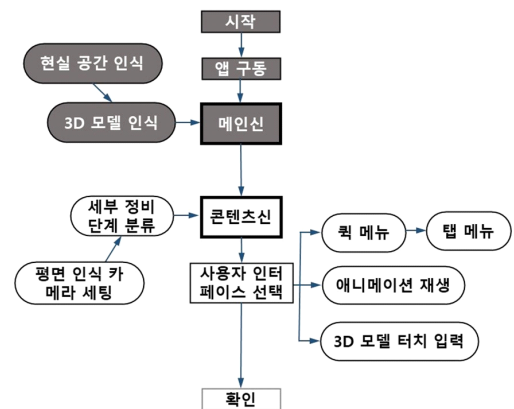 시작
현실 공간 인식
앱 구동
3D 모델 인식
메인신
세부 정비
단계 분류
콘텐츠신
퀵 메뉴
탭 메뉴
평면 인식 카
메라 세팅
사용자 인터
페이스 선택
애니메이션 재생
3D 모델 터치 입력
확인